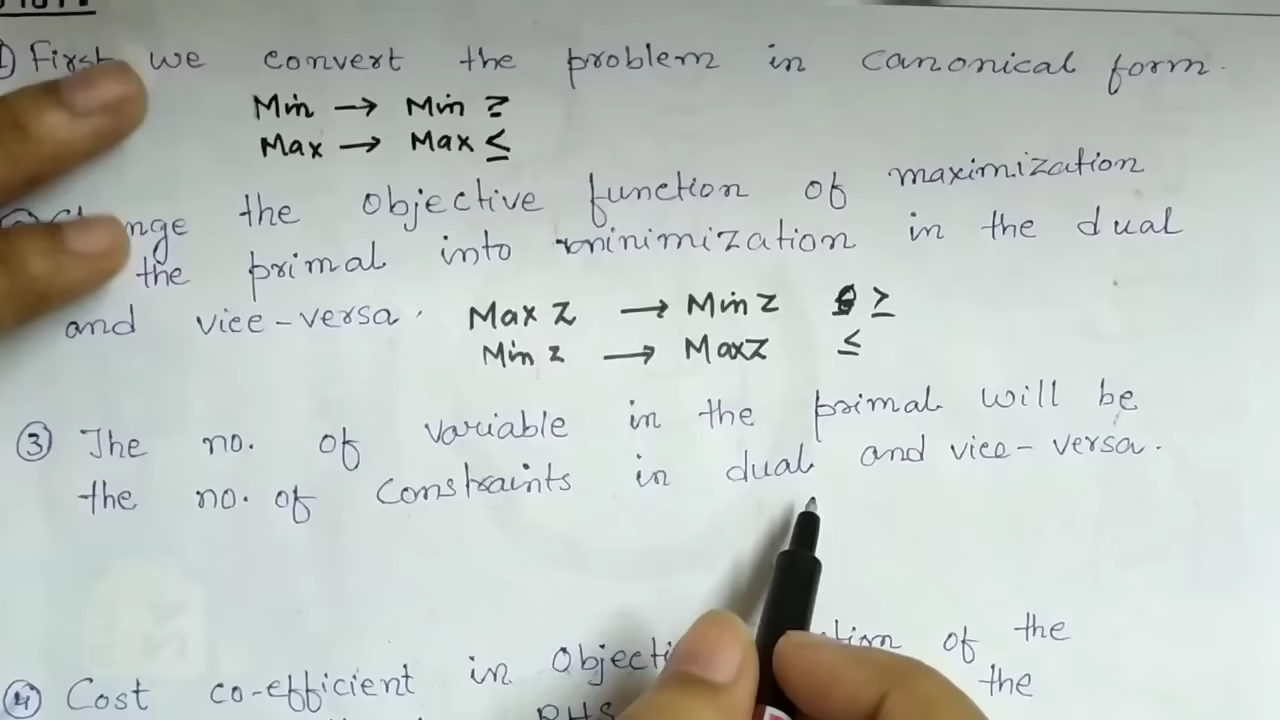 First we convert the problem in canonical form.
Min → Min ≥
Max → Max ≤
the objective function of maximization
the primal into minimization in the dual
and vice-versa.
Max Z → Min Z ≥
Min z → Max Z ≤
③ The no. of variable in the primal will be
the no. of constraints in dual and vice-versa.
④ Cost co-efficient in of the
RHS the